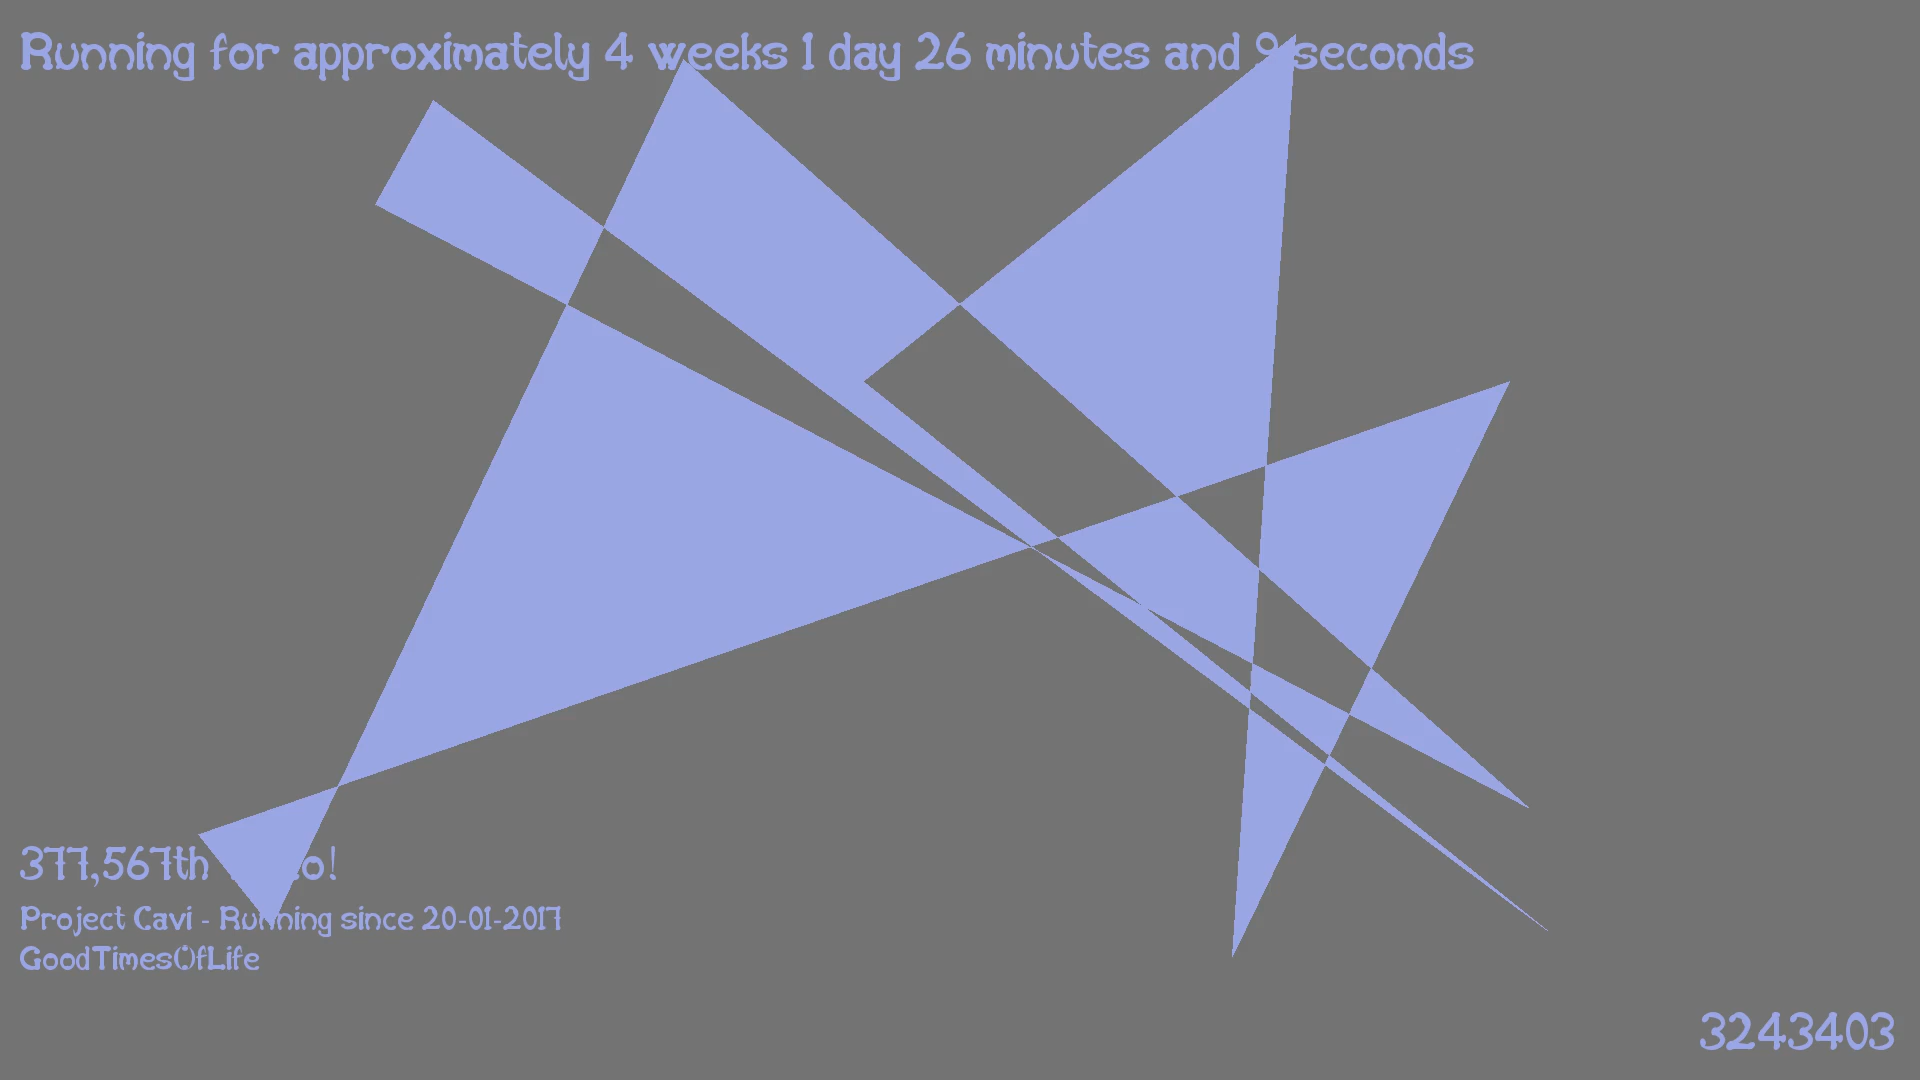 Running for approximately 4 weeks 1 day 26 minutes and 9 seconds
377,567th
Project Cavi - Running since 20-01-2017
GoodTimesOfLife
3243403